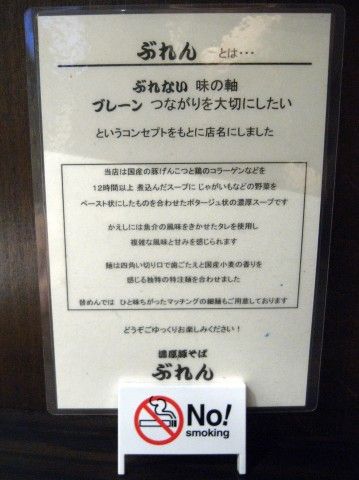 ぶれん とは・・・
ぶれない 味の軸
ブレーン つながりを大切にしたい
というコンセプトをもとに店名にしました
当店は国産の豚げんこつと鶏のコラーゲンなどを
12時間以上 煮込んだスープに じゃがいもなどの野菜を
ペースト状にしたものを合わせたポタージュ状の濃厚スープです
かえしには魚介の風味をきかせたタレを使用し
複雑な風味と甘みを感じられます
麺は四角い切り口で歯ごたえと国産小麦の香りを
感じる独特の特注麺を合わせました
替めんでは ひと味ちがったマッチングの細麺もご用意しております
どうぞごゆっくりお楽しみください！
濃厚豚そば
ぶれん
No!
smoking